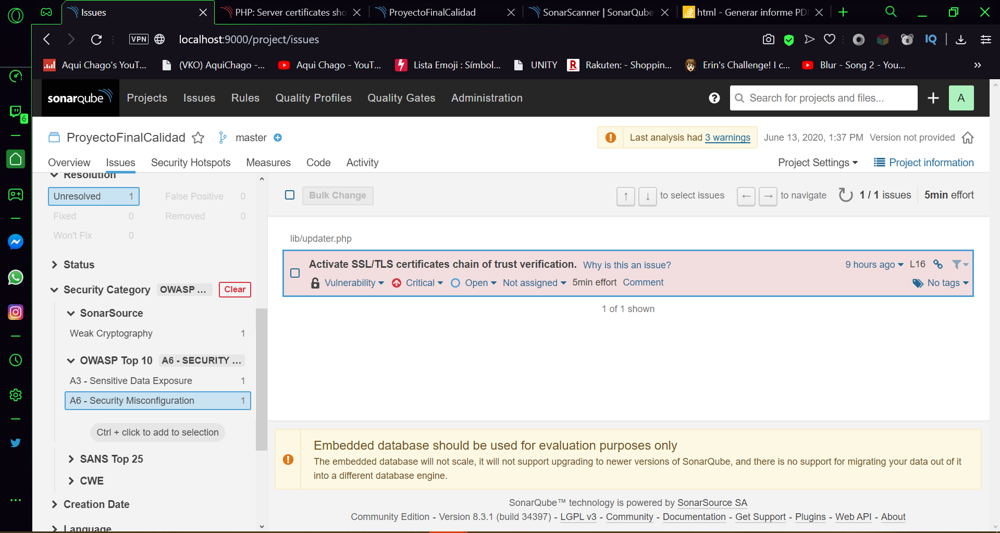 Issues
PHP: Server certificates sho
ProyectoFinalCalidad
SonarScanner | SonarQube
html - Generar informe PD
VPN
localhost:9000/project/issues
IQ
Aqui Chago's YouT...
(VKO) AquiChago -...
Aqui Chago - YouT...
Lista Emoji : Símbol...
UNITY
R
Rakuten: - Shoppin...
Erin's Challenge! I c...
Blur - Song 2 - You...
6
sonarqube
Projects
Issues
Rules
Quality Profiles
Quality Gates
Administration
?
Search for projects and files...
A
ProyectoFinalCalidad
master
Last analysis had 3 warnings
June 13, 2020, 1:37 PM
Version not provided
Overview
Issues
Security Hotspots
Measures
Code
Activity
Project Settings
Project information
Resolution
Unresolved 1
False Positive 0
Fixed 0
Removed 0
Won't Fix 0
Status
Security Category
OWASP ...
Clear
SonarSource
Weak Cryptography 1
OWASP Top 10
A6 - SECURITY ...
A3 - Sensitive Data Exposure 1
A6 - Security Misconfiguration 1
Ctrl + click to add to selection
SANS Top 25
CWE
Creation Date
Language
Bulk Change
↑ ↓ to select issues
← → to navigate
1 / 1 issues
5min effort
lib/updater.php
Activate SSL/TLS certificates chain of trust verification.
Why is this an issue?
9 hours ago
L16
Vulnerability
Critical
Open
Not assigned
5min effort
Comment
No tags
1 of 1 shown
Embedded database should be used for evaluation purposes only
The embedded database will not scale, it will not support upgrading to newer versions of SonarQube, and there is no support for migrating your data out of it
into a different database engine.
SonarQube™ technology is powered by SonarSource SA
Community Edition - Version 8.3.1 (build 34397) - LGPL v3 - Community - Documentation - Get Support - Plugins - Web API - About